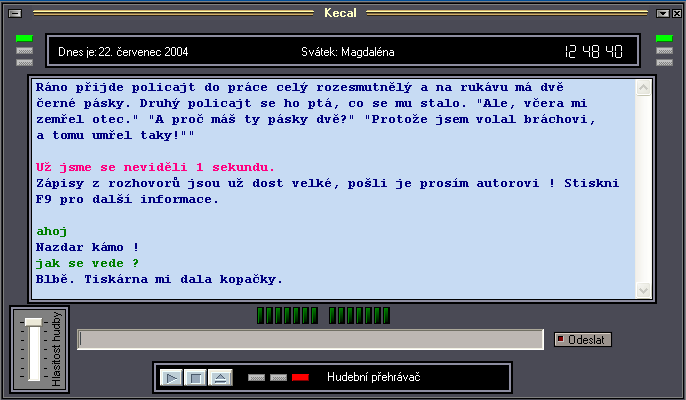 Kecal
Dnes je: 22. červenec 2004
Svátek: Magdaléna
12 48 40
Ráno přijde policajt do práce celý rozesmutnělý a na rukávu má dvě
černé pásky. Druhý policajt se ho ptá, co se mu stalo. "Ale, včera mi
zemřel otec." "A proč máš ty pásky dvě?" "Protože jsem volal bráchovi,
a tomu umřel taky!""
Už jsme se neviděli 1 sekundu.
Zápisy z rozhovorů jsou už dost velké, pošli je prosím autorovi ! Stiskni
F9 pro další informace.
ahoj
Nazdar kámo !
jak se vede ?
Blbě. Tiskárna mi dala kopačky.
Hlasitost hudby
Odeslat
Hudební přehrávač